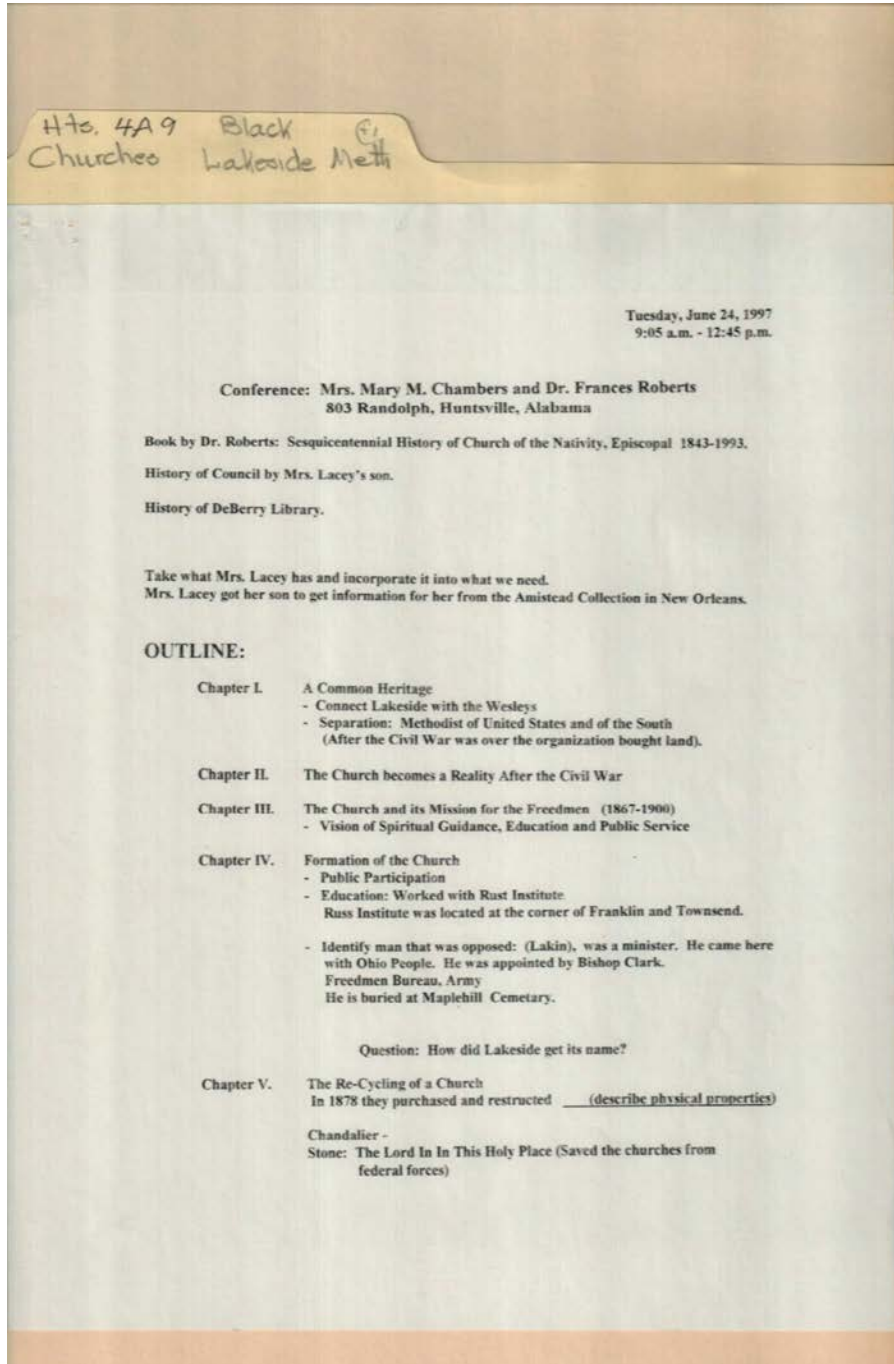 Hts. 4A9 Black
Churches Lakeside Meth
Tuesday, June 24, 1997
9:05 a.m. - 12:45 p.m.
Conference: Mrs. Mary M. Chambers and Dr. Frances Roberts
803 Randolph, Huntsville, Alabama
Book by Dr. Roberts: Sesquicentennial History of Church of the Nativity, Episcopal 1843-1993.
History of Council by Mrs. Lacey's son.
History of DeBerry Library.
Take what Mrs. Lacey has and incorporate it into what we need.
Mrs. Lacey got her son to get information for her from the Amistead Collection in New Orleans.
OUTLINE:
Chapter I. A Common Heritage
- Connect Lakeside with the Wesleys
- Separation: Methodist of United States and of the South
(After the Civil War was over the organization bought land).
Chapter II. The Church becomes a Reality After the Civil War
Chapter III. The Church and its Mission for the Freedmen (1867-1900)
- Vision of Spiritual Guidance, Education and Public Service
Chapter IV. Formation of the Church
- Public Participation
- Education: Worked with Rust Institute
Russ Institute was located at the corner of Franklin and Townsend.
- Identify man that was opposed: (Lakin), was a minister. He came here
with Ohio People. He was appointed by Bishop Clark.
Freedmen Bureau, Army
He is buried at Maplehill Cemetary.
Question: How did Lakeside get its name?
Chapter V. The Re-Cycling of a Church
In 1878 they purchased and restructed (describe physical properties)
Chandalier -
Stone: The Lord In In This Holy Place (Saved the churches from
federal forces)